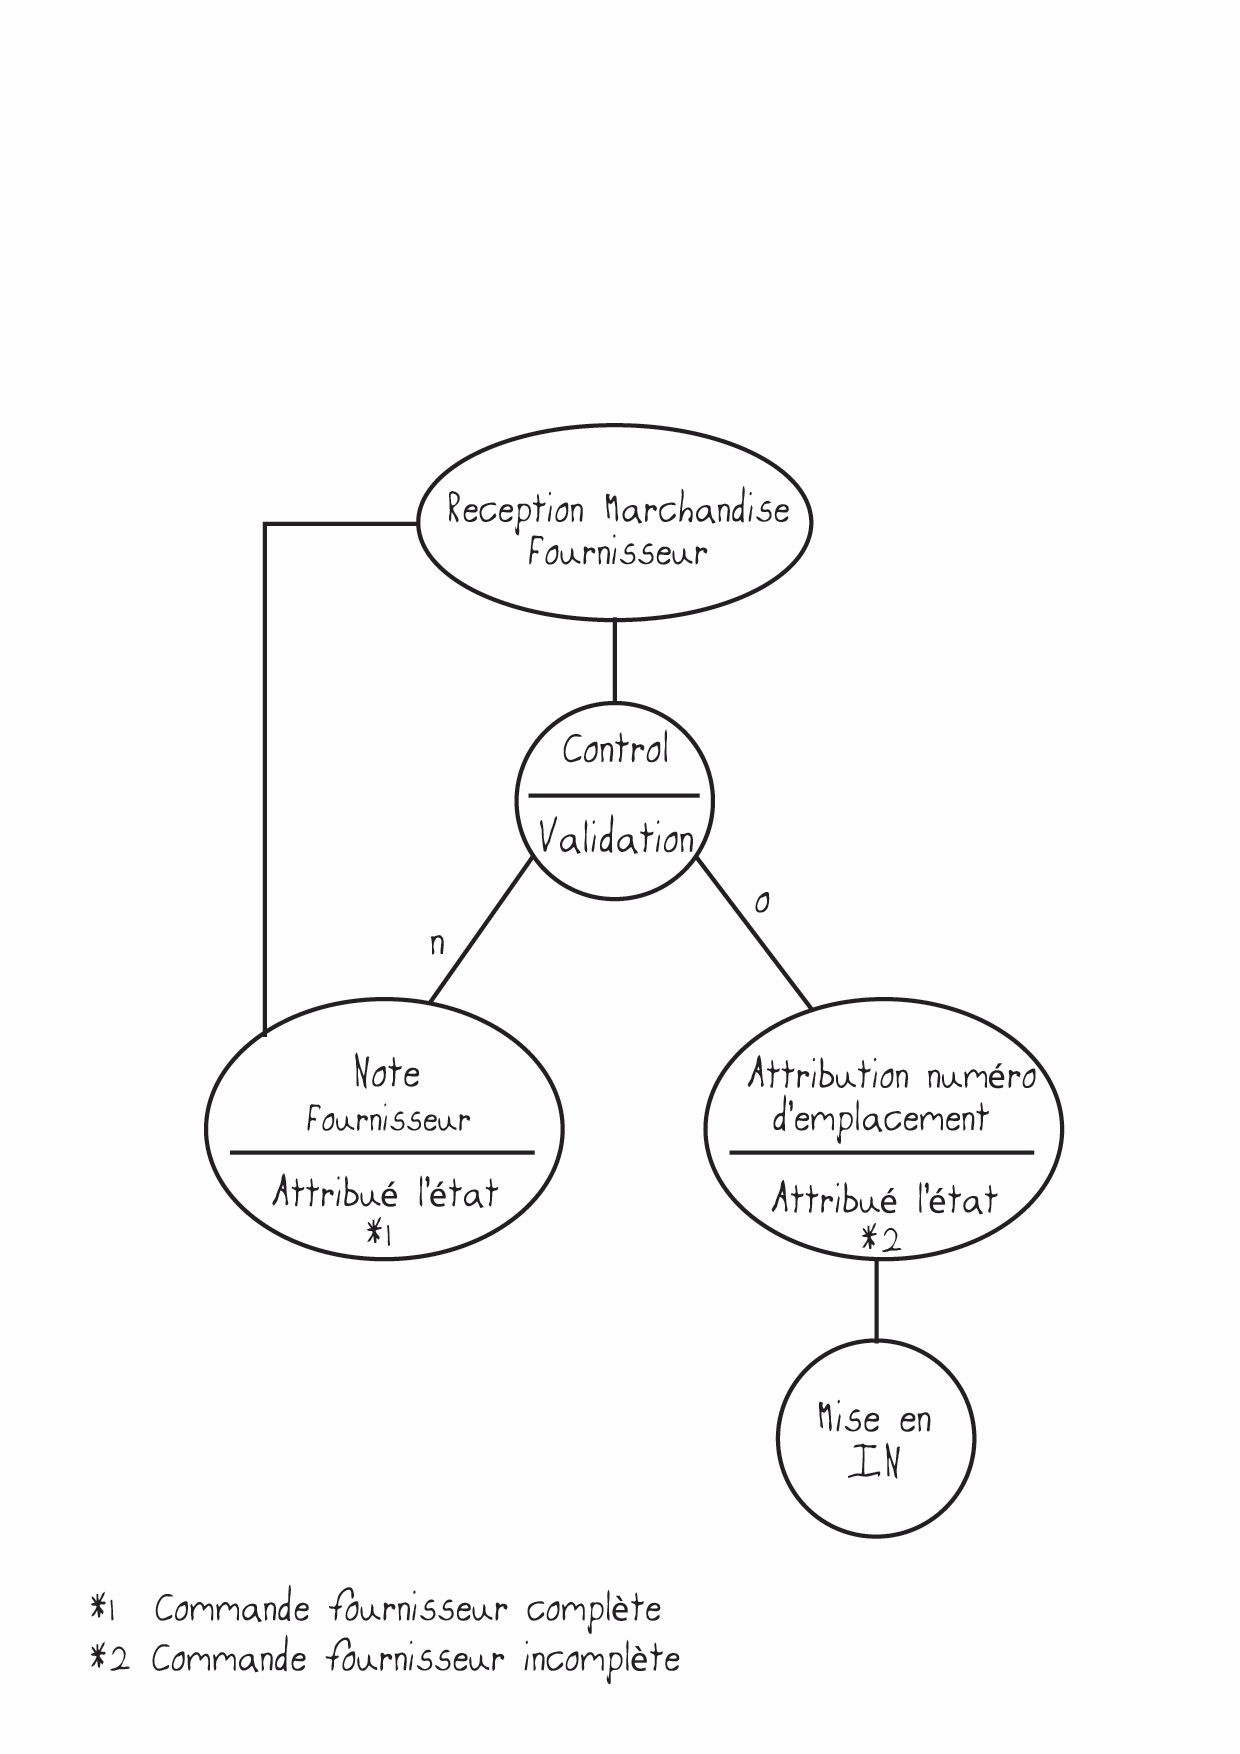 Reception Marchandise
Fournisseur
Control
Validation
n
o
Note
Fournisseur
Attribué l'état
*1
Attribution numéro
d'emplacement
Attribué l'état
*2
Mise en
IN
*1 Commande fournisseur complète
*2 Commande fournisseur incomplète